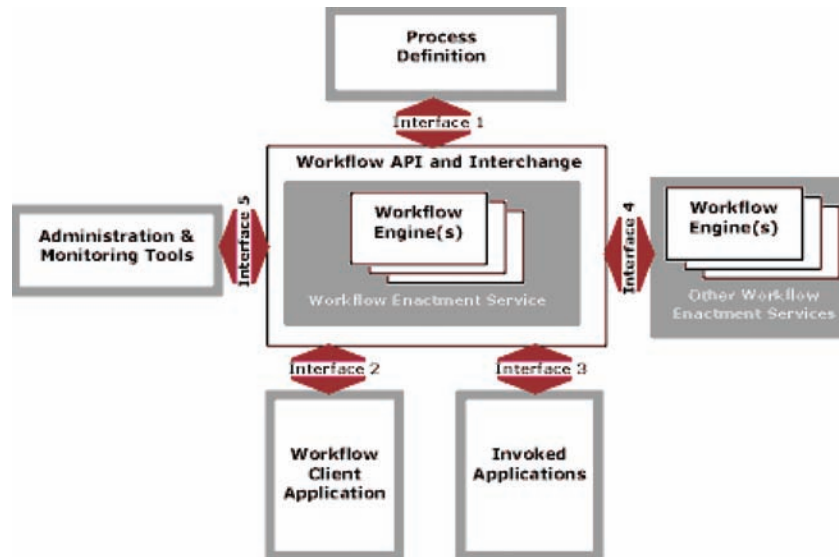 Process
Definition
Interface 1
Workflow API and Interchange
Workflow
Engine(s)
Workflow Enactment Service
Interface 5
Administration &
Monitoring Tools
Interface 4
Workflow
Engine(s)
Other Workflow
Enactment Services
Interface 2
Interface 3
Workflow
Client
Application
Invoked
Applications